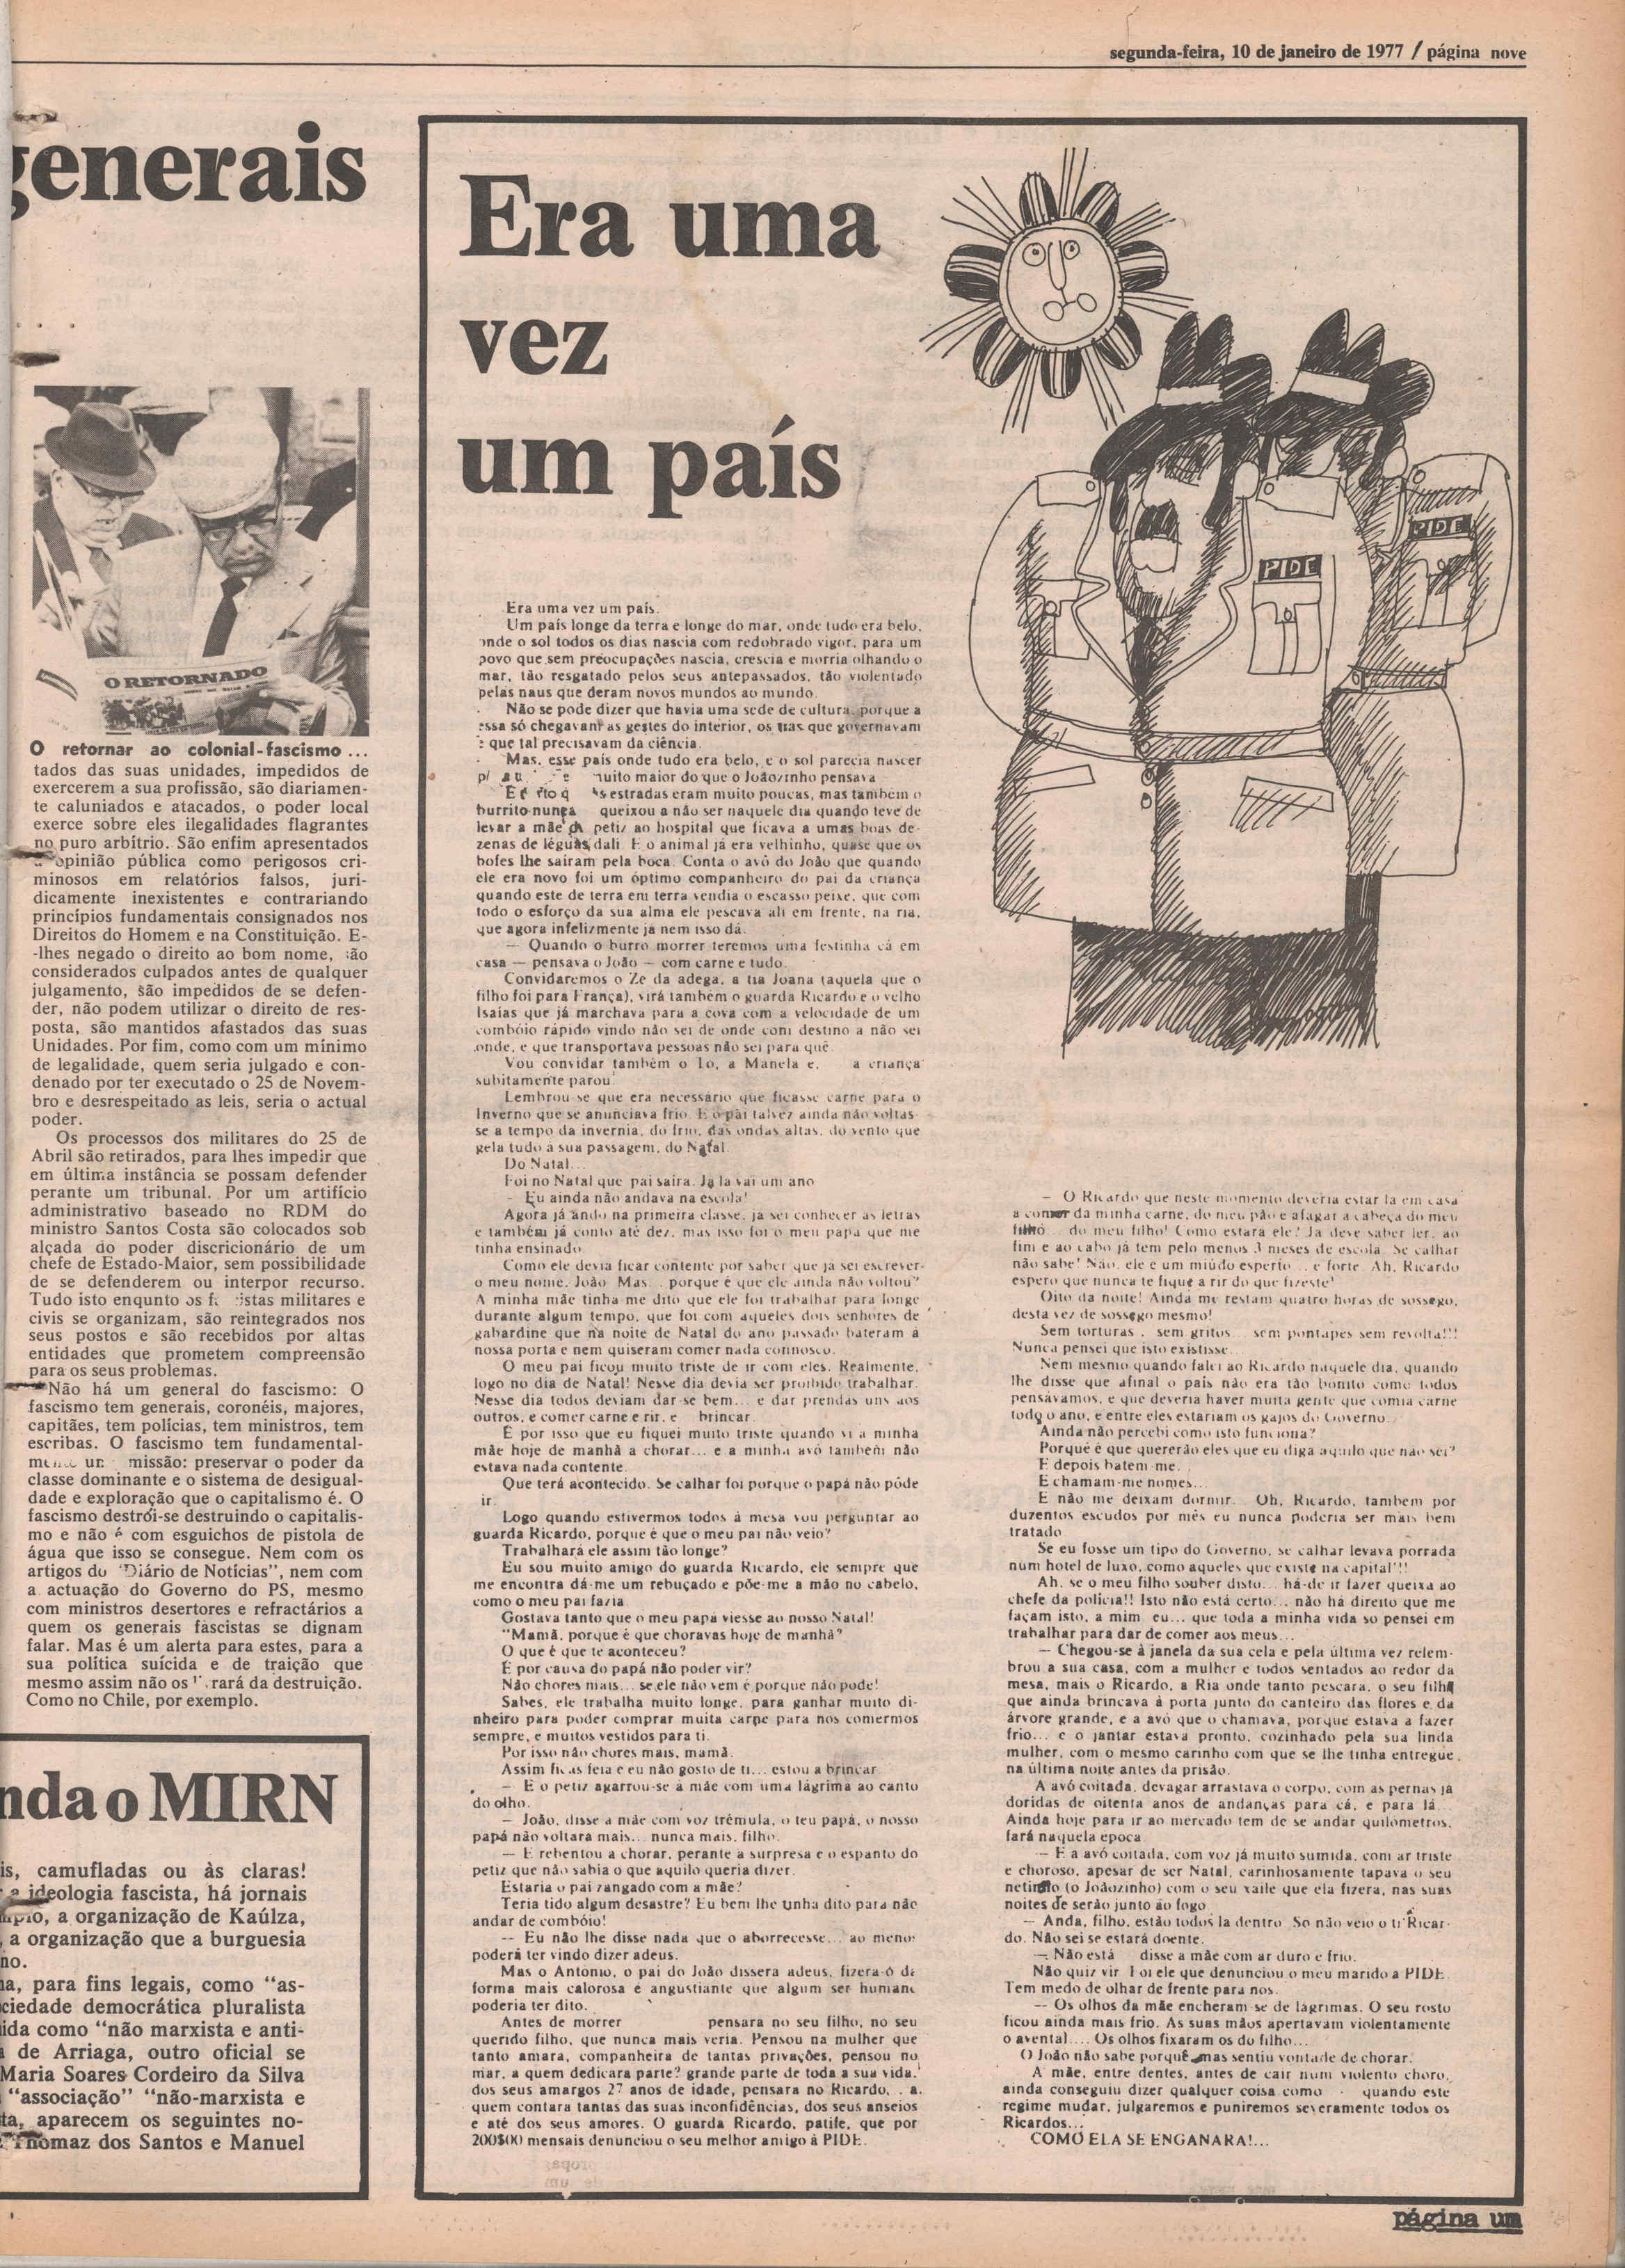 segunda-feira, 10 de janeiro de 1977 / página nove
generais
O RETORNADO
O retornar ao colonial-fascismo ...
tados das suas unidades, impedidos de
exercerem a sua profissão, são diariamen-
te caluniados e atacados, o poder local
exerce sobre eles ilegalidades flagrantes
no puro arbítrio. São enfim apresentados
opinião pública como perigosos cri-
minosos em relatórios falsos, juri-
dicamente inexistentes e contrariando
princípios fundamentais consignados nos
Direitos do Homem e na Constituição. E-
-lhes negado o direito ao bom nome, são
considerados culpados antes de qualquer
julgamento, são impedidos de se defen-
der, não podem utilizar o direito de res-
posta, são mantidos afastados das suas
Unidades. Por fim, como com um mínimo
de legalidade, quem seria julgado e con-
denado por ter executado o 25 de Novem-
bro e desrespeitado as leis, seria o actual
poder.
Os processos dos militares do 25 de
Abril são retirados, para lhes impedir que
em última instância se possam defender
perante um tribunal. Por um artifício
administrativo baseado no RDM do
ministro Santos Costa são colocados sob
alçada do poder discricionário de um
chefe de Estado-Maior, sem possibilidade
de se defenderem ou interpor recurso.
Tudo isto enqunto os istas militares e
civis se organizam, são reintegrados nos
seus postos e são recebidos por altas
entidades que prometem compreensão
para os seus problemas.
Não há um general do fascismo: O
fascismo tem generais, coronéis, majores,
capitães, tem polícias, tem ministros, tem
escribas. O fascismo tem fundamental-
missão: preservar o poder da
classe dominante e o sistema de desigual-
dade e exploração que o capitalismo é. O
fascismo destrói-se destruindo o capitalis-
mo e não é com esguichos de pistola de
água que isso se consegue. Nem com os
artigos do "Diário de Notícias", nem com
a actuação do Governo do PS, mesmo
com ministros desertores e refractários a
quem os generais fascistas se dignam
falar. Mas é um alerta para estes, para a
sua política suícida e de traição que
mesmo assim não os rará da destruição.
Como no Chile, por exemplo.
nda o MIRN
is, camufladas ou às claras!
a ideologia fascista, há jornais
a organização de Kaúlza,
, a organização que a burguesia
no.
na, para fins legais, como "as-
ciedade democrática pluralista
ida como "não marxista e anti-
a de Arriaga, outro oficial se
Maria Soares Cordeiro da Silva
"associação" "não-marxista e
ta, aparecem os seguintes no-
Thomaz dos Santos e Manuel
Era uma
vez
um país
PIDE
PIDE
Era uma vez um país.
Um país longe da terra e longe do mar, onde tudo era belo,
onde o sol todos os dias nascia com redobrado vigor, para um
povo que sem preocupações nascia, crescia e morria olhando o
mar, tão resgatado pelos seus antepassados, tão violentado
pelas naus que deram novos mundos ao mundo.
Não se pode dizer que havia uma sede de cultura, porque a
essa só chegavam as gestes do interior, os tias que governavam
e que tal precisavam da ciência.
Mas, esse país onde tudo era belo, e o sol parecia nascer
muito maior do que o Joãozinho pensava
estradas eram muito poucas, mas também o
burrito nunca queixou a não ser naquele dia quando teve de
levar a mãe petiz ao hospital que ficava a umas boas de-
zenas de léguas dali. E o animal já era velhinho, quase que os
bofes lhe saíram pela boca. Conta o avô do João que quando
ele era novo foi um óptimo companheiro do pai da criança
quando este de terra em terra vendia o escasso peixe, que com
todo o esforço da sua alma ele pescava ali em frente, na ria,
que agora infelizmente já nem isso dá.
— Quando o burro morrer teremos uma festinha cá em
casa — pensava o João — com carne e tudo.
Convidaremos o Zé da adega, a tia Joana (aquela que o
filho foi para França), virá também o guarda Ricardo e o velho
Isaías que já marchava para a cova com a velocidade de um
combóio rápido vindo não sei de onde com destino a não sei
onde, e que transportava pessoas não sei para quê.
Vou convidar também o Tó, a Manela e, a criança
subitamente parou.
Lembrou-se que era necessário que ficasse carne para o
Inverno que se anunciava frio. E o pai talvez ainda não voltas-
se a tempo da invernia, do frio, das ondas altas, do vento que
gela tudo à sua passagem, do Natal.
Do Natal...
Foi no Natal que pai saíra. Já lá vai um ano
- Eu ainda não andava na escola!
Agora já ando na primeira classe, já sei conhecer as letras
e também já conto até dez, mas isso foi o meu papá que me
tinha ensinado.
Como ele devia ficar contente por saber que já sei escrever
o meu nome, João. Mas... porque é que ele ainda não voltou?
A minha mãe tinha me dito que ele foi trabalhar para longe
durante algum tempo, que foi com aqueles dois senhores de
gabardine que na noite de Natal do ano passado bateram à
nossa porta e nem quiseram comer nada connosco.
O meu pai ficou muito triste de ir com eles. Realmente,
logo no dia de Natal! Nesse dia devia ser proibido trabalhar.
Nesse dia todos deviam dar-se bem... e dar prendas uns aos
outros, e comer carne e rir, e brincar.
É por isso que eu fiquei muito triste quando vi a minha
mãe hoje de manhã a chorar... e a minha avó também não
estava nada contente.
Que terá acontecido. Se calhar foi porque o papá não pôde
ir.
Logo quando estivermos todos à mesa vou perguntar ao
guarda Ricardo, porque é que o meu pai não veio?
Trabalhará ele assim tão longe?
Eu sou muito amigo do guarda Ricardo, ele sempre que
me encontra dá-me um rebuçado e põe-me a mão no cabelo,
como o meu pai fazia.
Gostava tanto que o meu papá viesse ao nosso Natal!
"Mamã, porque é que choravas hoje de manhã?
O que é que te aconteceu?
É por causa do papá não poder vir?
Não chores mais... se ele não vem é porque não pode!
Sabes, ele trabalha muito longe, para ganhar muito di-
nheiro para poder comprar muita carne para nós comermos
sempre, e muitos vestidos para ti.
Por isso não chores mais, mamã.
Assim ficas feia e eu não gosto de ti... estou a brincar.
— E o petiz agarrou-se à mãe com uma lágrima ao canto
do olho.
— João, disse a mãe com voz trémula, o teu papá, o nosso
papá não voltará mais... nunca mais, filho.
— E rebentou a chorar, perante a surpresa e o espanto do
petiz que não sabia o que aquilo queria dizer.
Estaria o pai zangado com a mãe?
Teria tido algum desastre? Eu bem lhe tinha dito para não
andar de combóio!
-- Eu não lhe disse nada que o aborrecesse... ao menos
poderá ter vindo dizer adeus.
Mas o Antonio, o pai do João dissera adeus, fizera-o da
forma mais calorosa e angustiante que algum ser humano
poderia ter dito.
Antes de morrer pensara no seu filho, no seu
querido filho, que nunca mais veria. Pensou na mulher que
tanto amara, companheira de tantas privações, pensou no
mar, a quem dedicara parte? grande parte de toda a sua vida,
dos seus amargos 27 anos de idade, pensara no Ricardo, a
quem contara tantas das suas inconfidências, dos seus anseios
e até dos seus amores. O guarda Ricardo, patife, que por
200$00 mensais denunciou o seu melhor amigo à PIDE.
— O Ricardo que neste momento deveria estar lá em casa
a comer da minha carne, do meu pão e afagar a cabeça do meu
filho... do meu filho! Como estará ele? Já deve saber ler, ao
fim e ao cabo já tem pelo menos 3 meses de escola. Se calhar
não sabe! Não, ele é um miúdo esperto... e forte. Ah, Ricardo
espero que nunca te fique a rir do que fizeste!
Oito da noite! Ainda me restam quatro horas de sossego,
desta vez de sossego mesmo!
Sem torturas, sem gritos... sem pontapés sem revolta!!!
Nunca pensei que isto existisse...
Nem mesmo quando falei ao Ricardo naquele dia, quando
lhe disse que afinal o país não era tão bonito como todos
pensávamos, e que deveria haver muita gente que comia carne
todo o ano, e entre eles estariam os gajos do Governo.
Ainda não percebi como isto funciona?
Porque é que quererão eles que eu diga aquilo que não sei?
E depois batem-me.
E chamam-me nomes...
E não me deixam dormir... Oh, Ricardo, também por
duzentos escudos por mês eu nunca poderia ser mais bem
tratado.
Se eu fosse um tipo do Governo, se calhar levava porrada
num hotel de luxo, como aqueles que existe na capital!!!
Ah, se o meu filho souber disto... há-de ir fazer queixa ao
chefe da polícia!! Isto não está certo... não há direito que me
façam isto, a mim eu... que toda a minha vida só pensei em
trabalhar para dar de comer aos meus...
— Chegou-se à janela da sua cela e pela última vez relem-
brou a sua casa, com a mulher e todos sentados ao redor da
mesa, mais o Ricardo, a Ria onde tanto pescara, o seu filho
que ainda brincava à porta junto do canteiro das flores e da
árvore grande, e a avó que o chamava, porque estava a fazer
frio... e o jantar estava pronto, cozinhado pela sua linda
mulher, com o mesmo carinho com que se lhe tinha entregue,
na última noite antes da prisão.
A avó coitada, devagar arrastava o corpo, com as pernas já
doridas de oitenta anos de andanças para cá, e para lá...
Ainda hoje para ir ao mercado tem de se andar quilómetros,
fará naquela época.
— E a avó coitada, com voz já muito sumida, com ar triste
e choroso, apesar de ser Natal, carinhosamente tapava o seu
netinho (o Joãozinho) com o seu xaile que ela fizera, nas suas
noites de serão junto ao fogo.
— Anda, filho, estão todos lá dentro. Só não veio o ti'Ricar-
do. Não sei se estará doente.
— Não está disse a mãe com ar duro e frio.
Não quiz vir. Foi ele que denunciou o meu marido à PIDE.
Tem medo de olhar de frente para nós.
— Os olhos da mãe encheram-se de lágrimas. O seu rosto
ficou ainda mais frio. As suas mãos apertavam violentamente
o avental.... Os olhos fixaram os do filho...
O João não sabe porquê mas sentiu vontade de chorar.
A mãe, entre dentes, antes de cair num violento choro,
ainda conseguiu dizer qualquer coisa como quando este
regime mudar, julgaremos e puniremos severamente todos os
Ricardos...
COMO ELA SE ENGANARA!...
página um